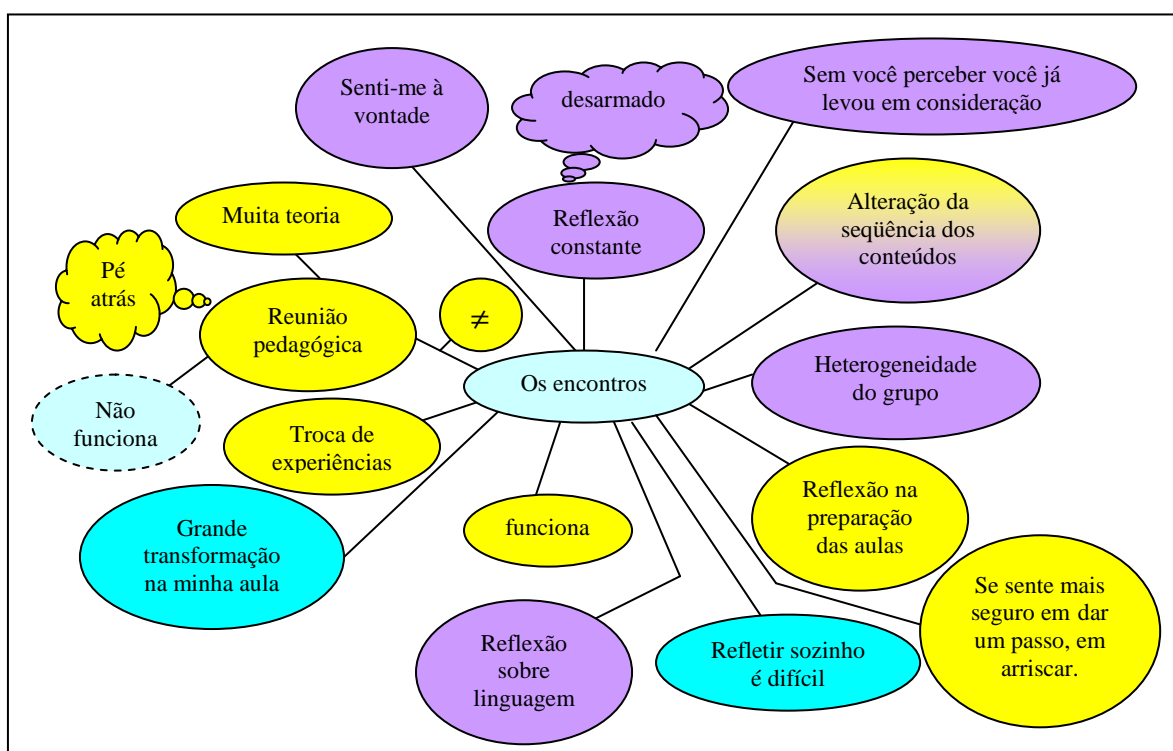 Senti-me à
vontade
desarmado
Sem você perceber você já
levou em consideração
Muita teoria
Reflexão
constante
Alteração da
seqüência dos
conteúdos
Pé
atrás
Reunião
pedagógica
≠
Os encontros
Heterogeneidade
do grupo
Não
funciona
Troca de
experiências
Reflexão na
preparação
das aulas
Grande
transformação
na minha aula
funciona
Se sente mais
seguro em dar
um passo, em
arriscar.
Reflexão
sobre
linguagem
Refletir sozinho
é difícil